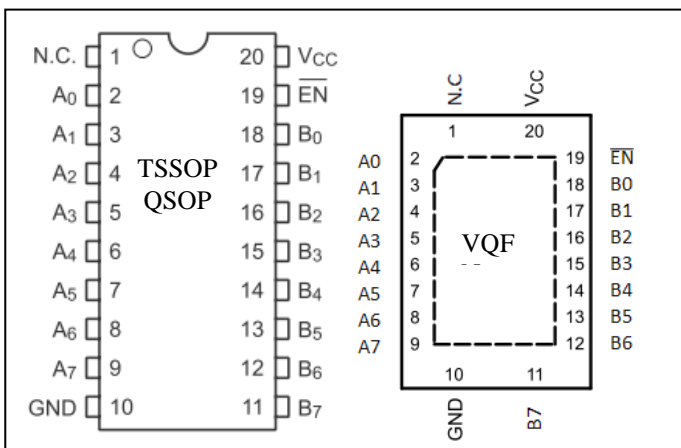 N.C. 1 20 VCC
A0 2 19 EN
A1 3 18 B0
A2 4 17 B1
A3 5 16 B2
A4 6 15 B3
A5 7 14 B4
A6 8 13 B5
A7 9 12 B6
GND 10 11 B7
TSSOP
QSOP
N.C VCC
1 20
A0 2 19 EN
A1 3 18 B0
A2 4 17 B1
A3 5 16 B2
A4 6 15 B3
A5 7 14 B4
A6 8 13 B5
A7 9 12 B6
VQF
10 11
GND B7